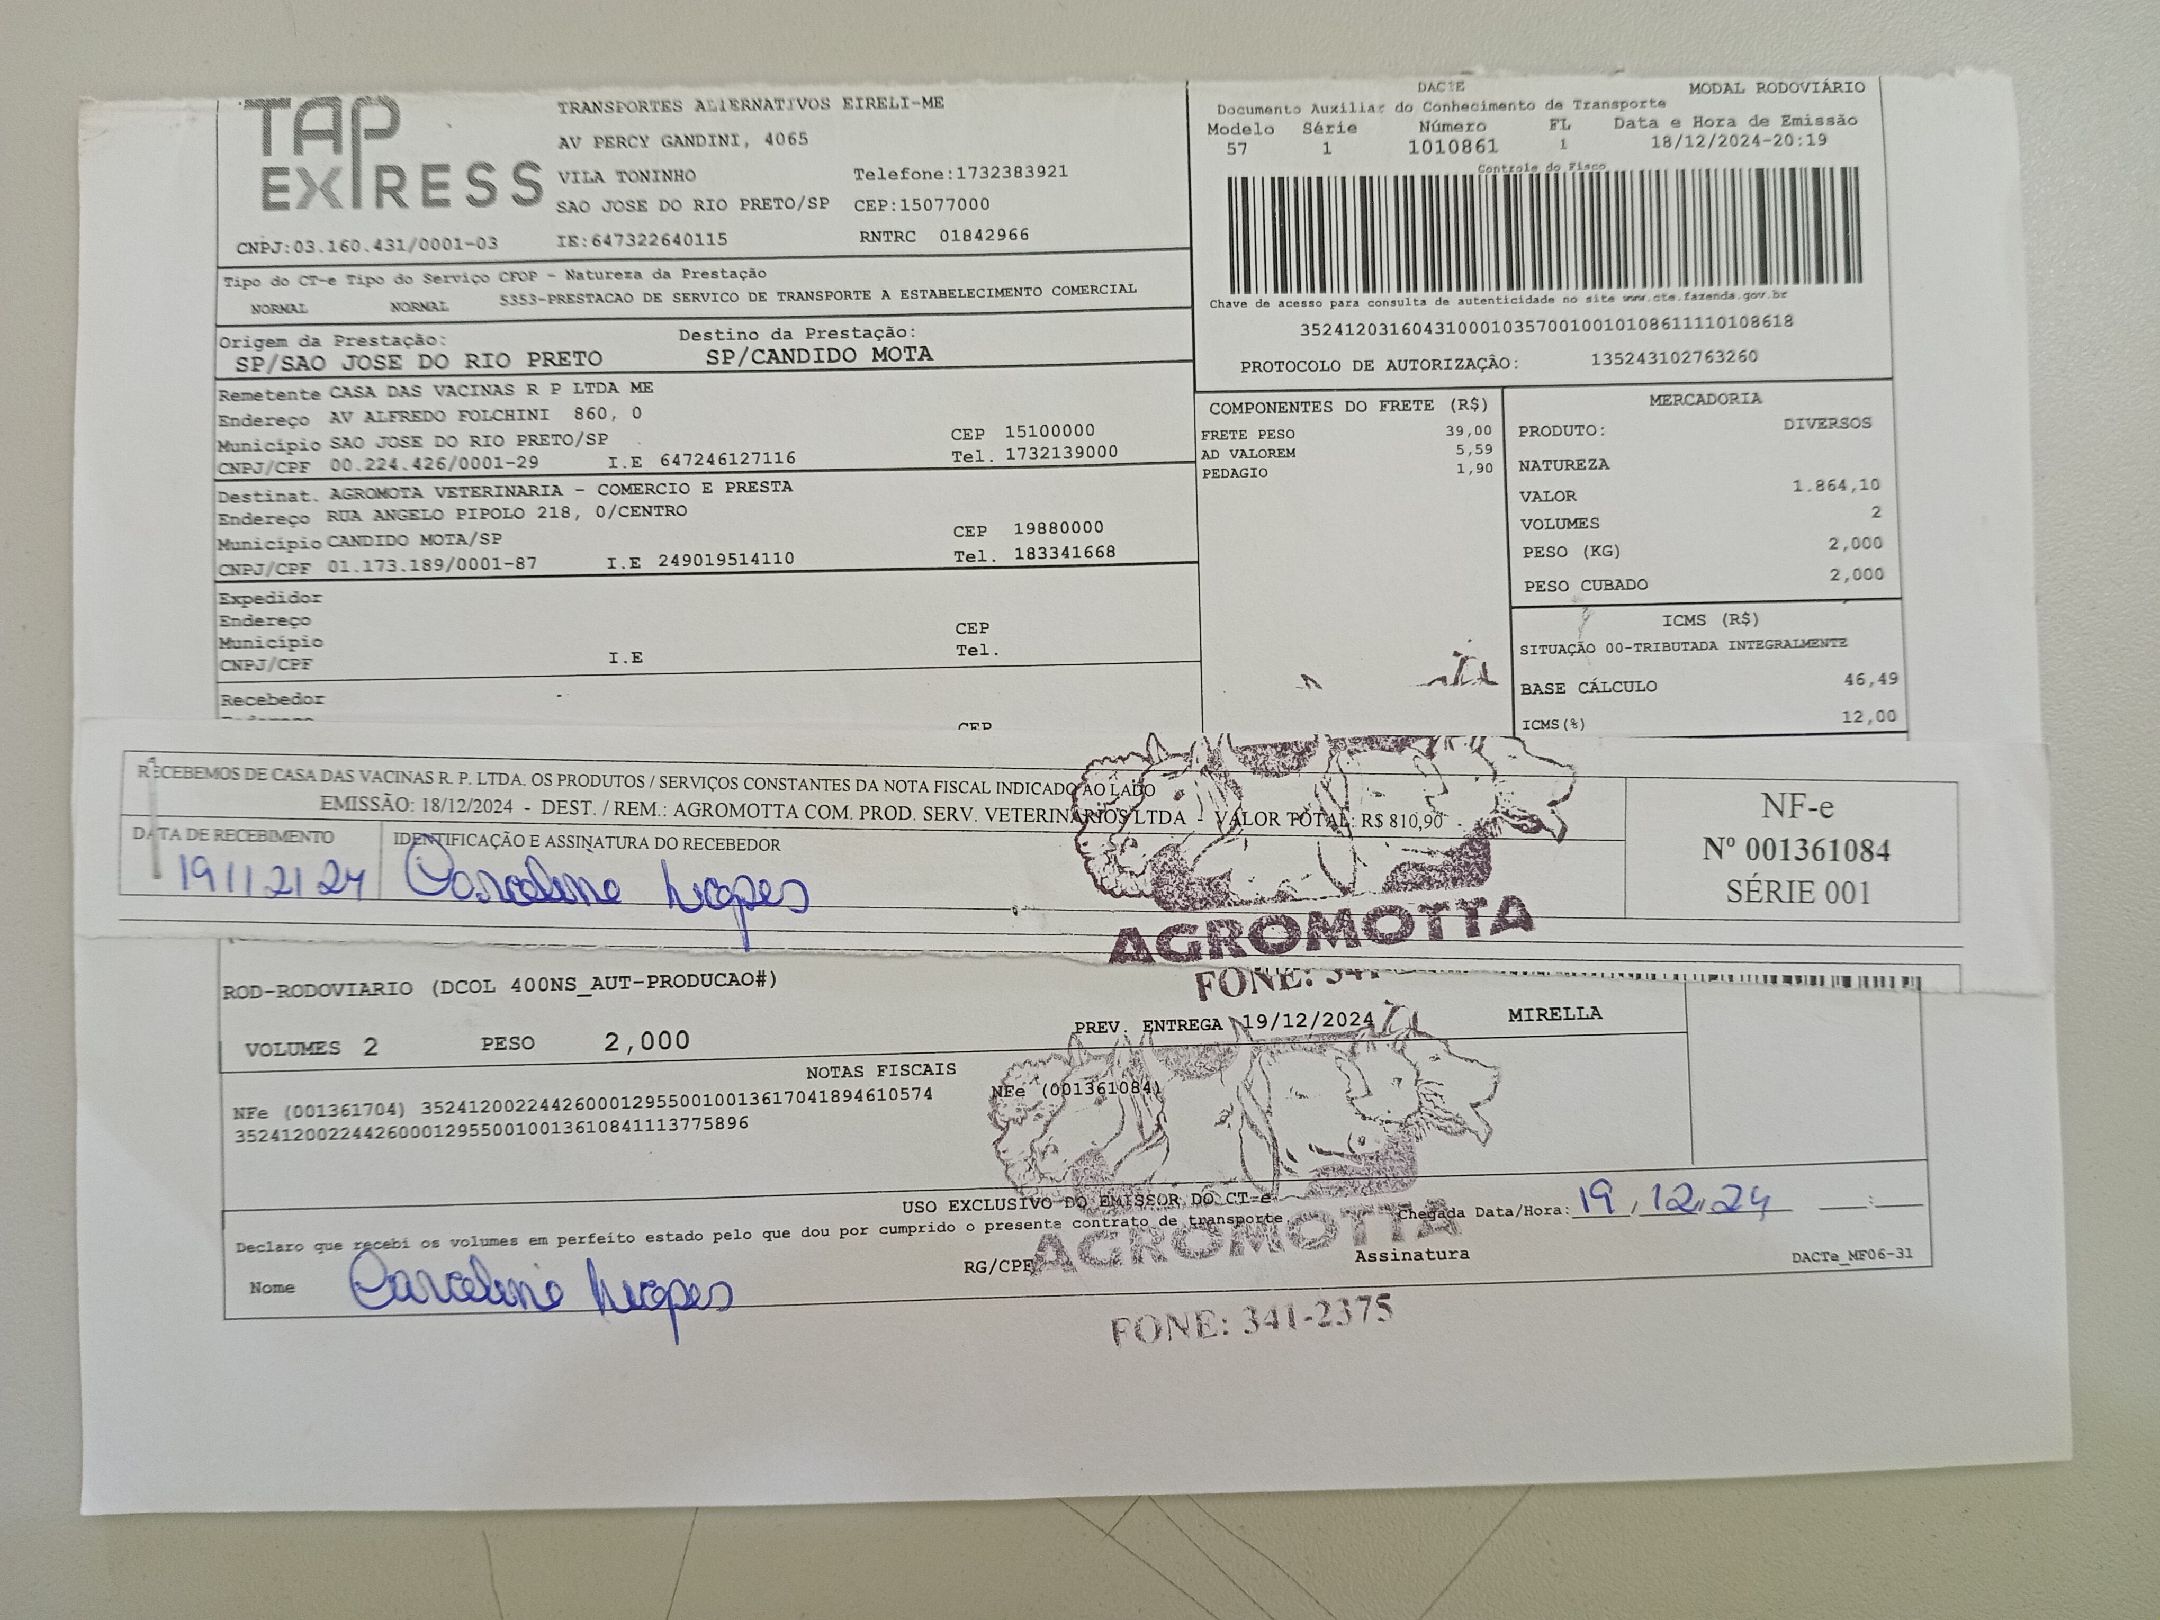 TAP EXPRESS
TRANSPORTES ALTERNATIVOS EIRELI-ME
AV PERCY GANDINI, 4065
VILA TONINHO Telefone:1732383921
SAO JOSE DO RIO PRETO/SP CEP:15077000
CNPJ:03.160.431/0001-03 IE:647322640115 RNTRC 01842966
DACTE MODAL RODOVIÁRIO
Documento Auxiliar do Conhecimento de Transporte
Modelo Série Número FL Data e Hora de Emissão
57 1 1010861 1 18/12/2024-20:19
Controle do Fisco
Chave de acesso para consulta de autenticidade no site www.cte.fazenda.gov.br
35241203160431000103570010010108611110108618
PROTOCOLO DE AUTORIZAÇÃO: 135243102763260
Tipo do CT-e Tipo do Serviço CFOP - Natureza da Prestação
NORMAL NORMAL 5353-PRESTACAO DE SERVICO DE TRANSPORTE A ESTABELECIMENTO COMERCIAL
Origem da Prestação: Destino da Prestação:
SP/SAO JOSE DO RIO PRETO SP/CANDIDO MOTA
Remetente CASA DAS VACINAS R P LTDA ME
Endereço AV ALFREDO FOLCHINI 860, 0
Município SAO JOSE DO RIO PRETO/SP CEP 15100000
CNPJ/CPF 00.224.426/0001-29 I.E 647246127116 Tel. 1732139000
Destinat. AGROMOTA VETERINARIA - COMERCIO E PRESTA
Endereço RUA ANGELO PIPOLO 218, 0/CENTRO
Município CANDIDO MOTA/SP CEP 19880000
CNPJ/CPF 01.173.189/0001-87 I.E 249019514110 Tel. 183341668
Expedidor
Endereço
Município CEP
CNPJ/CPF I.E Tel.
Recebedor
CEP
COMPONENTES DO FRETE (R$)
FRETE PESO 39,00
AD VALOREM 5,59
PEDAGIO 1,90
MERCADORIA
PRODUTO: DIVERSOS
NATUREZA
VALOR 1.864,10
VOLUMES 2
PESO (KG) 2,000
PESO CUBADO 2,000
ICMS (R$)
SITUAÇÃO 00-TRIBUTADA INTEGRALMENTE
BASE CÁLCULO 46,49
ICMS(%) 12,00
RECEBEMOS DE CASA DAS VACINAS R. P. LTDA. OS PRODUTOS / SERVIÇOS CONSTANTES DA NOTA FISCAL INDICADO AO LADO
EMISSÃO: 18/12/2024 - DEST. / REM.: AGROMOTTA COM. PROD. SERV. VETERINARIOS LTDA - VALOR TOTAL: R$ 810,90
DATA DE RECEBIMENTO IDENTIFICAÇÃO E ASSINATURA DO RECEBEDOR
19/12/24 Caroline Lopes
NF-e
Nº 001361084
SÉRIE 001
AGROMOTTA
FONE: 341-
ROD-RODOVIARIO (DCOL 400NS_AUT-PRODUCAO#)
VOLUMES 2 PESO 2,000 PREV. ENTREGA 19/12/2024 MIRELLA
NOTAS FISCAIS
NFe (001361704) 35241200224426000129550010013617041894610574 NFe (001361084)
35241200224426000129550010013610841113775896
USO EXCLUSIVO DO EMISSOR DO CT-e
Declaro que recebi os volumes em perfeito estado pelo que dou por cumprido o presente contrato de transporte
Chegada Data/Hora: 19,12,24 :
Nome Caroline Lopes RG/CPF Assinatura DACTe_MF06-31
AGROMOTTA
FONE: 341-2375